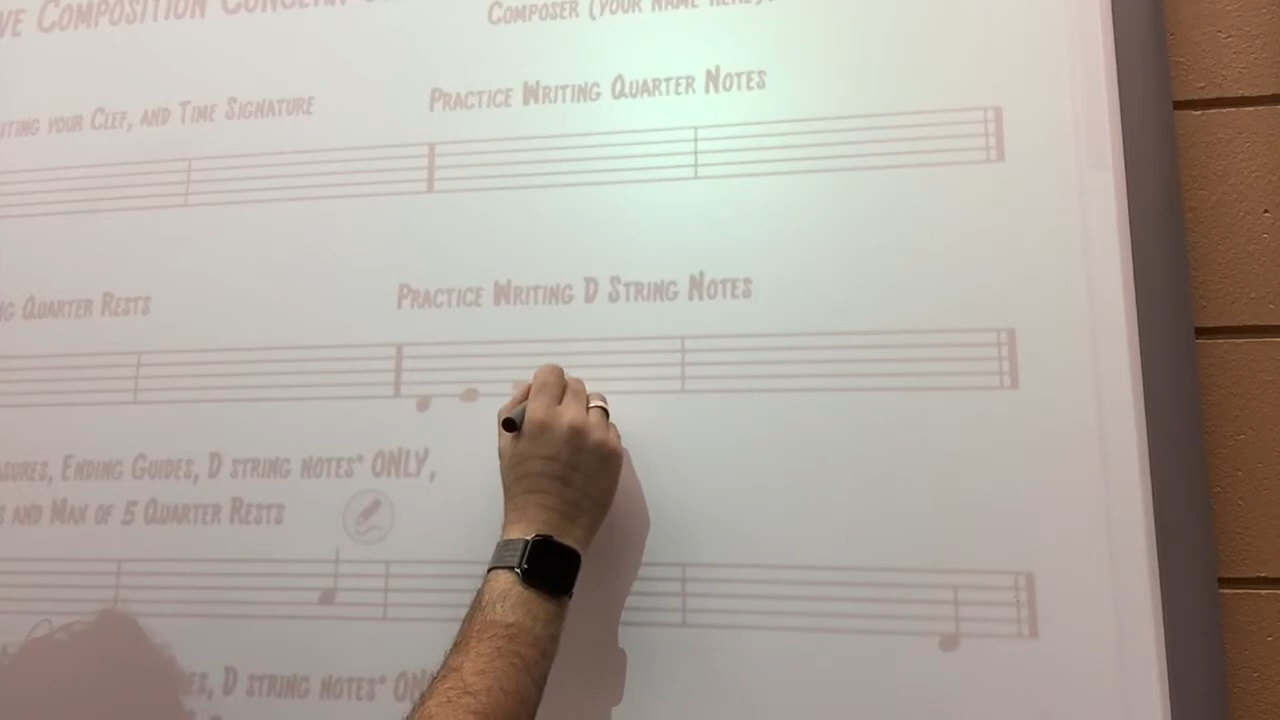 COMPOSITION
COMPOSER (YOUR NAME HERE)
YOUR CLEF, AND TIME SIGNATURE
PRACTICE WRITING QUARTER NOTES
QUARTER RESTS
PRACTICE WRITING D STRING NOTES
ENDING GUIDES, D STRING NOTES* ONLY,
AND MAX OF 5 QUARTER RESTS
D STRING NOTES*